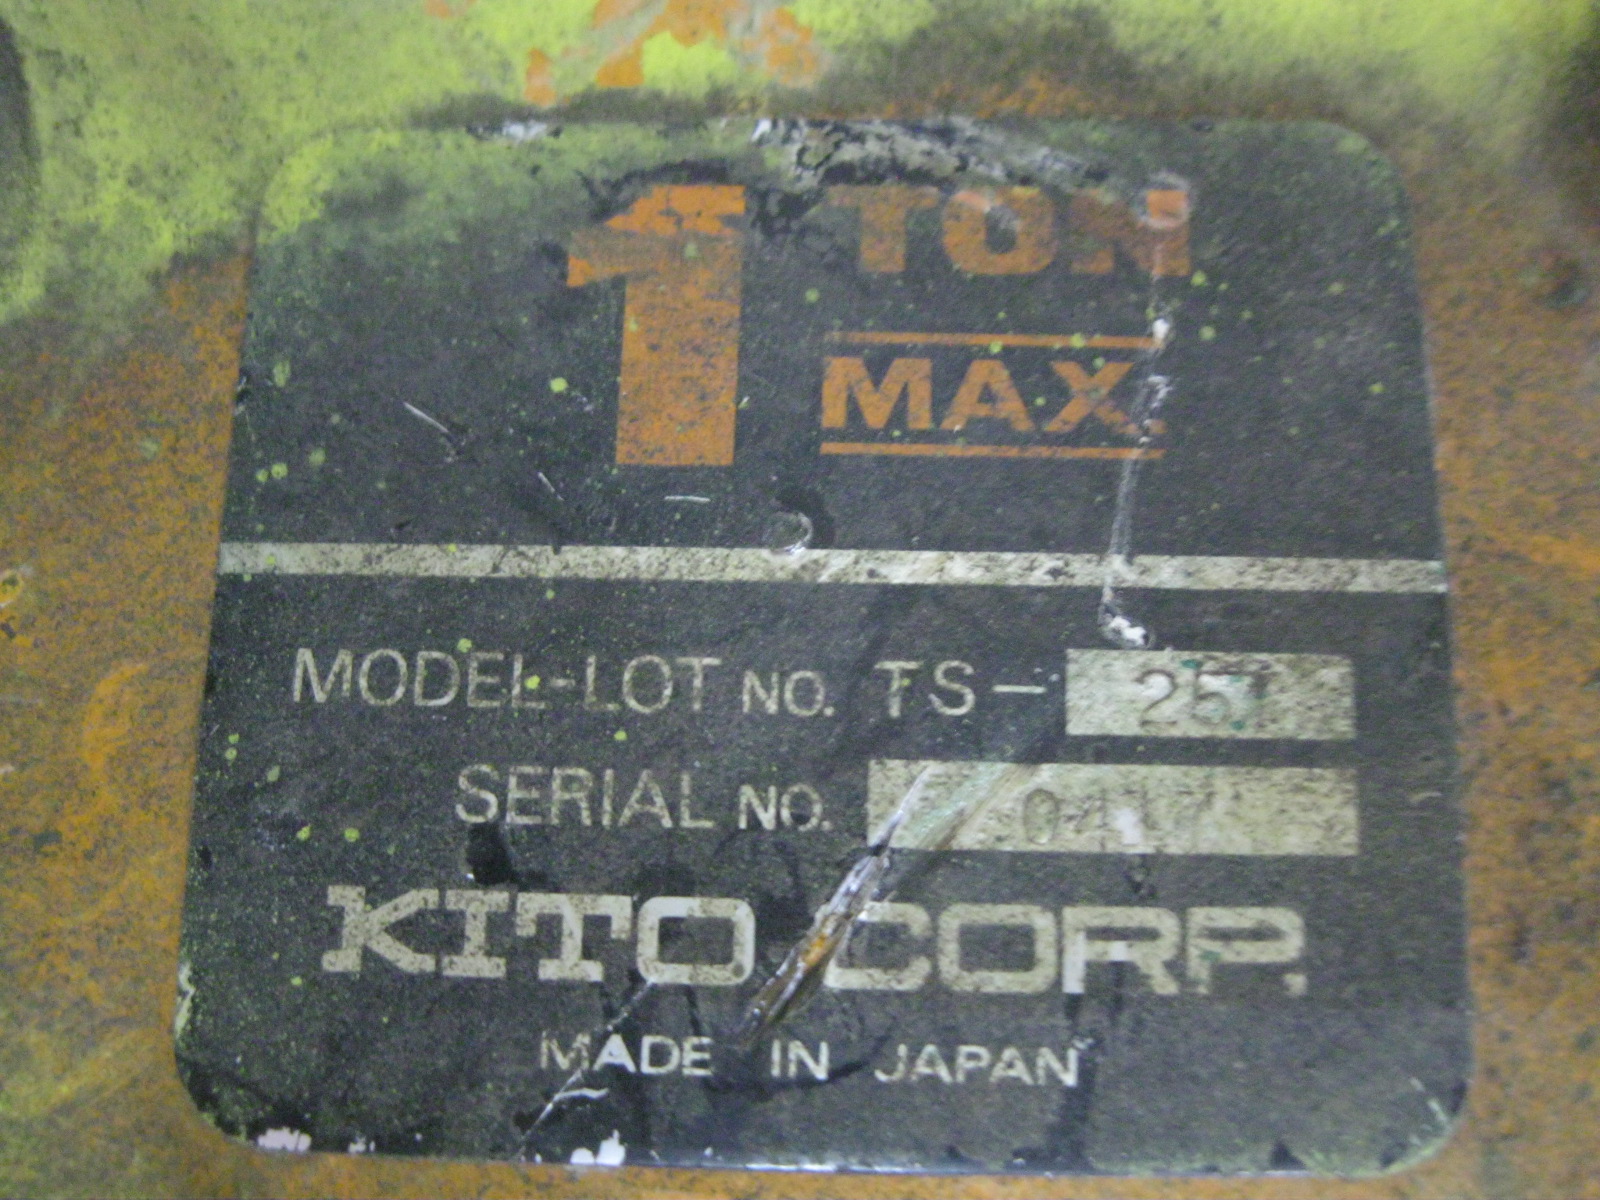 1 TON
MAX.
MODEL-LOT NO. TS-
SERIAL NO.
KITO CORP.
MADE IN JAPAN